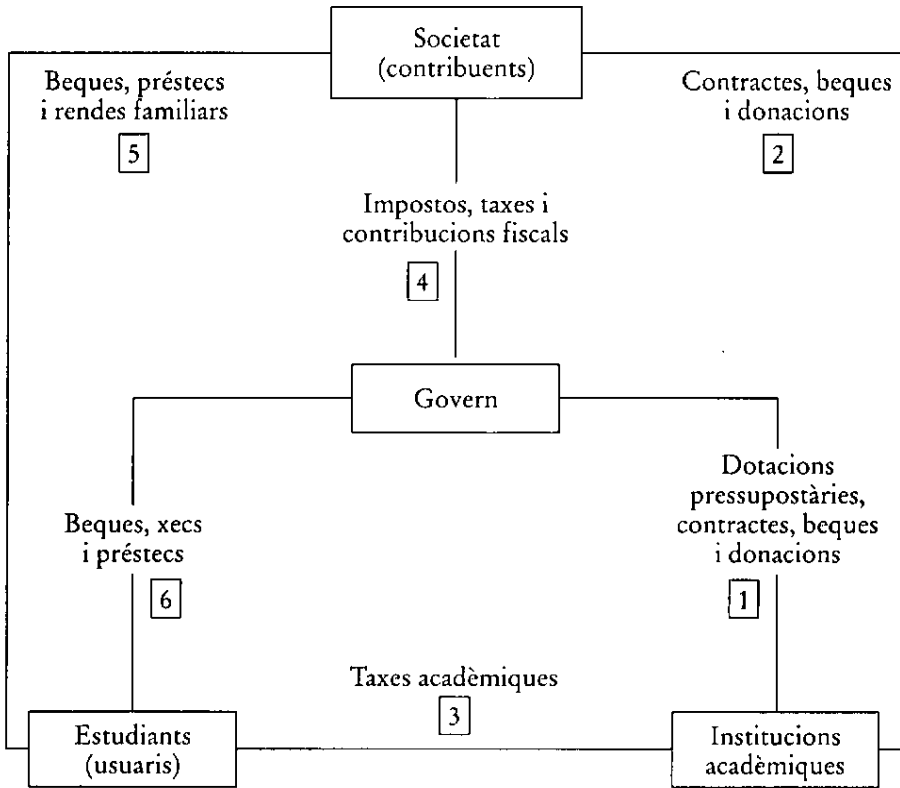 Societat
(contribuents)
Beques, préstecs
i rendes familiars
5
Contractes, beques
i donacions
2
Impostos, taxes i
contribucions fiscals
4
Govern
Dotacions
pressupostàries,
contractes, beques
i donacions
1
Beques, xecs
i préstecs
6
Taxes acadèmiques
3
Estudiants
(usuaris)
Institucions
acadèmiques